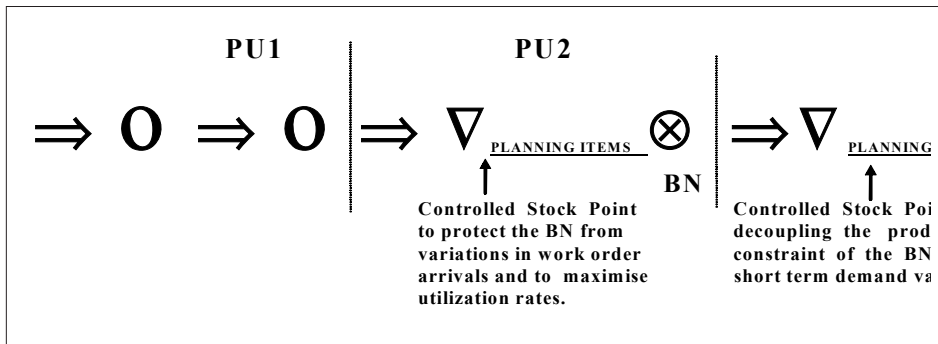 PU1 PU2
⇒ O ⇒ O ⇒ ∇ PLANNING ITEMS ⊗ ⇒ ∇ PLANNING
BN
Controlled Stock Point
to protect the BN from
variations in work order
arrivals and to maximise
utilization rates.
Controlled Stock Poi
decoupling the prod
constraint of the BN
short term demand va